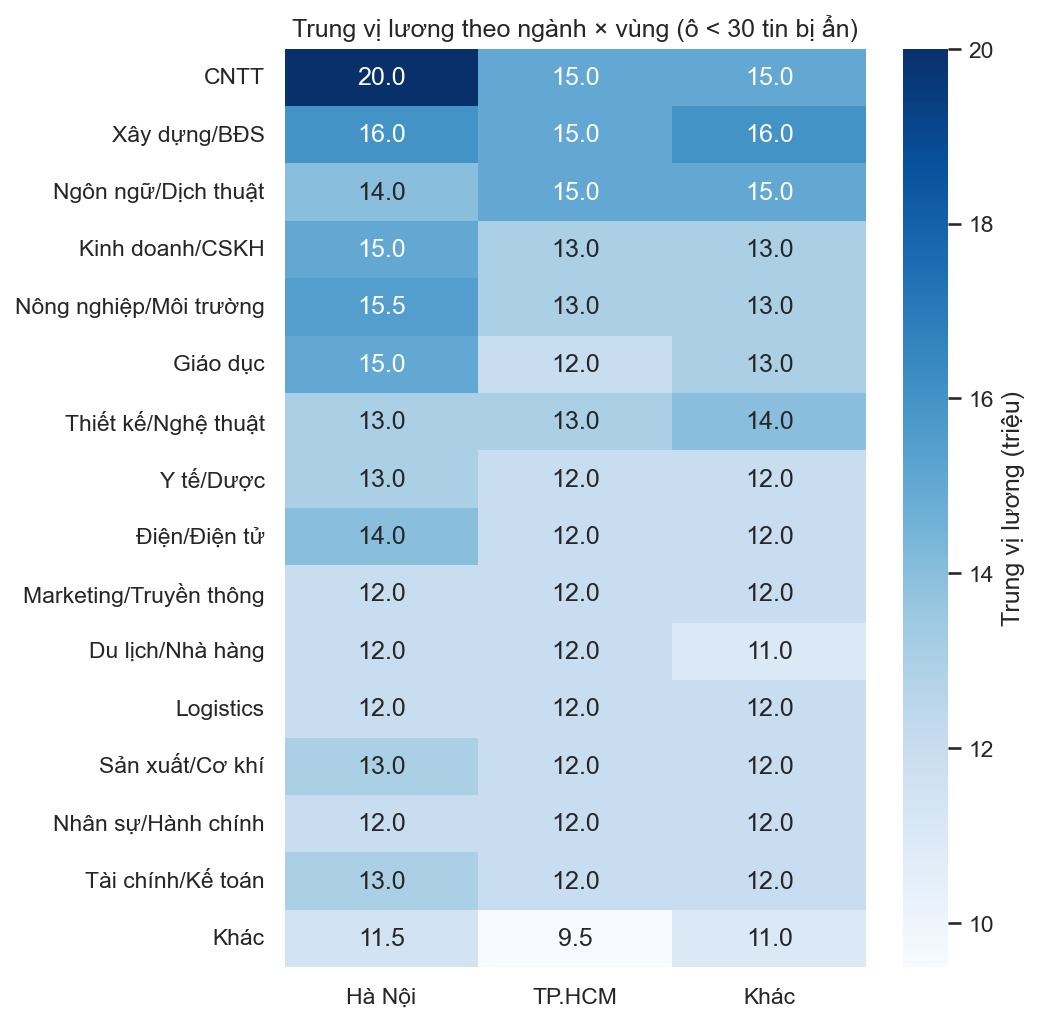 Trung vị lương theo ngành × vùng (ô < 30 tin bị ẩn)
CNTT 20.0 15.0 15.0
Xây dựng/BĐS 16.0 15.0 16.0
Ngôn ngữ/Dịch thuật 14.0 15.0 15.0
Kinh doanh/CSKH 15.0 13.0 13.0
Nông nghiệp/Môi trường 15.5 13.0 13.0
Giáo dục 15.0 12.0 13.0
Thiết kế/Nghệ thuật 13.0 13.0 14.0
Y tế/Dược 13.0 12.0 12.0
Điện/Điện tử 14.0 12.0 12.0
Marketing/Truyền thông 12.0 12.0 12.0
Du lịch/Nhà hàng 12.0 12.0 11.0
Logistics 12.0 12.0 12.0
Sản xuất/Cơ khí 13.0 12.0 12.0
Nhân sự/Hành chính 12.0 12.0 12.0
Tài chính/Kế toán 13.0 12.0 12.0
Khác 11.5 9.5 11.0
Hà Nội TP.HCM Khác
20
18
16
14
12
10
Trung vị lương (triệu)